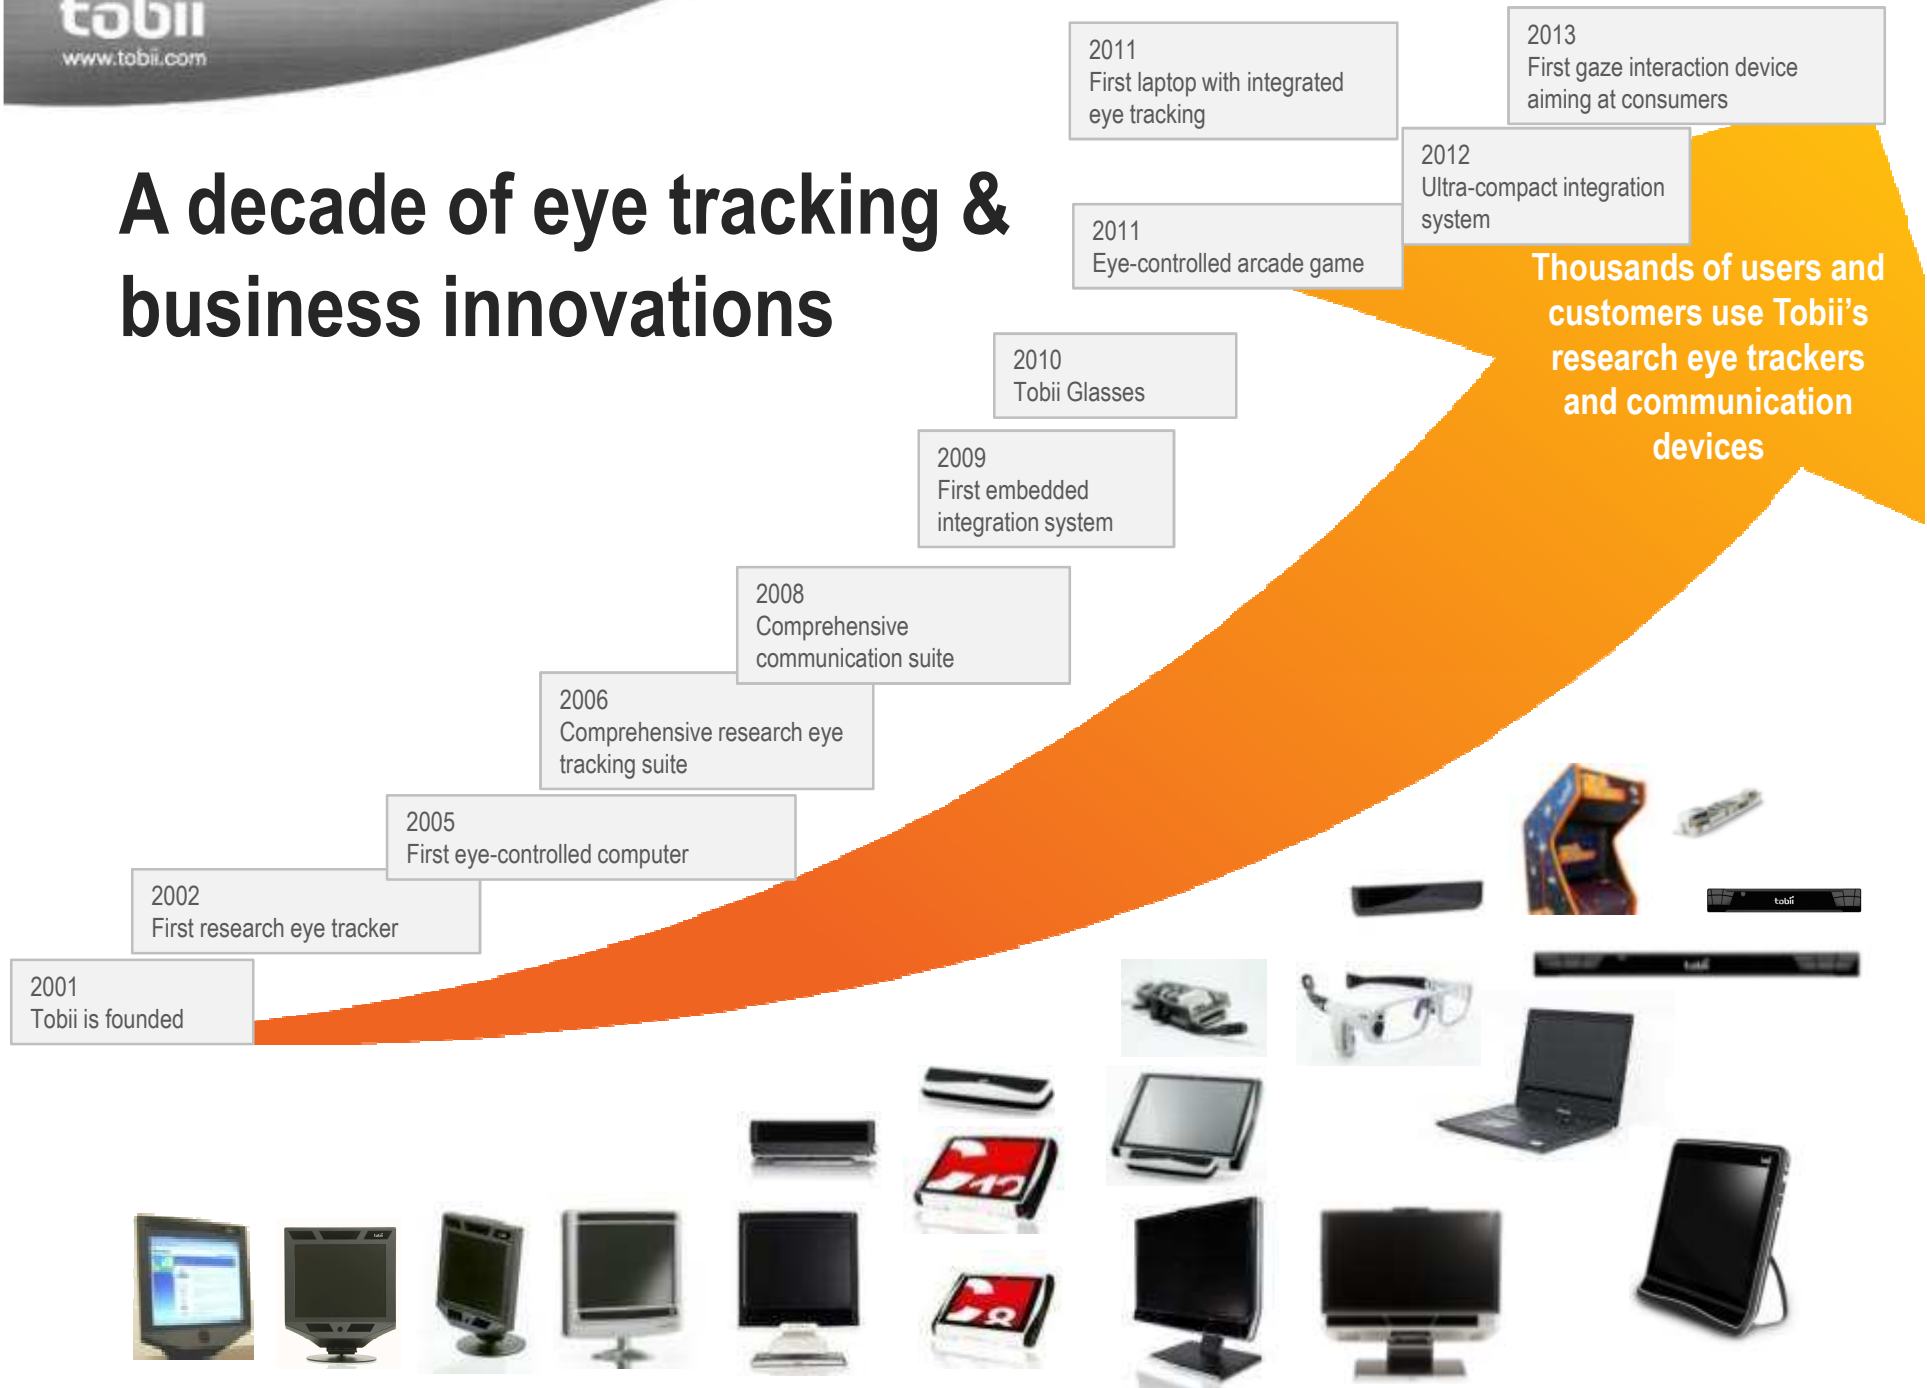 tobii
www.tobii.com
A decade of eye tracking &
business innovations
2001
Tobii is founded
2002
First research eye tracker
2005
First eye-controlled computer
2006
Comprehensive research eye
tracking suite
2008
Comprehensive
communication suite
2009
First embedded
integration system
2010
Tobii Glasses
2011
Eye-controlled arcade game
2011
First laptop with integrated
eye tracking
2012
Ultra-compact integration
system
2013
First gaze interaction device
aiming at consumers
Thousands of users and
customers use Tobii’s
research eye trackers
and communication
devices
tobii
tobii
12
8